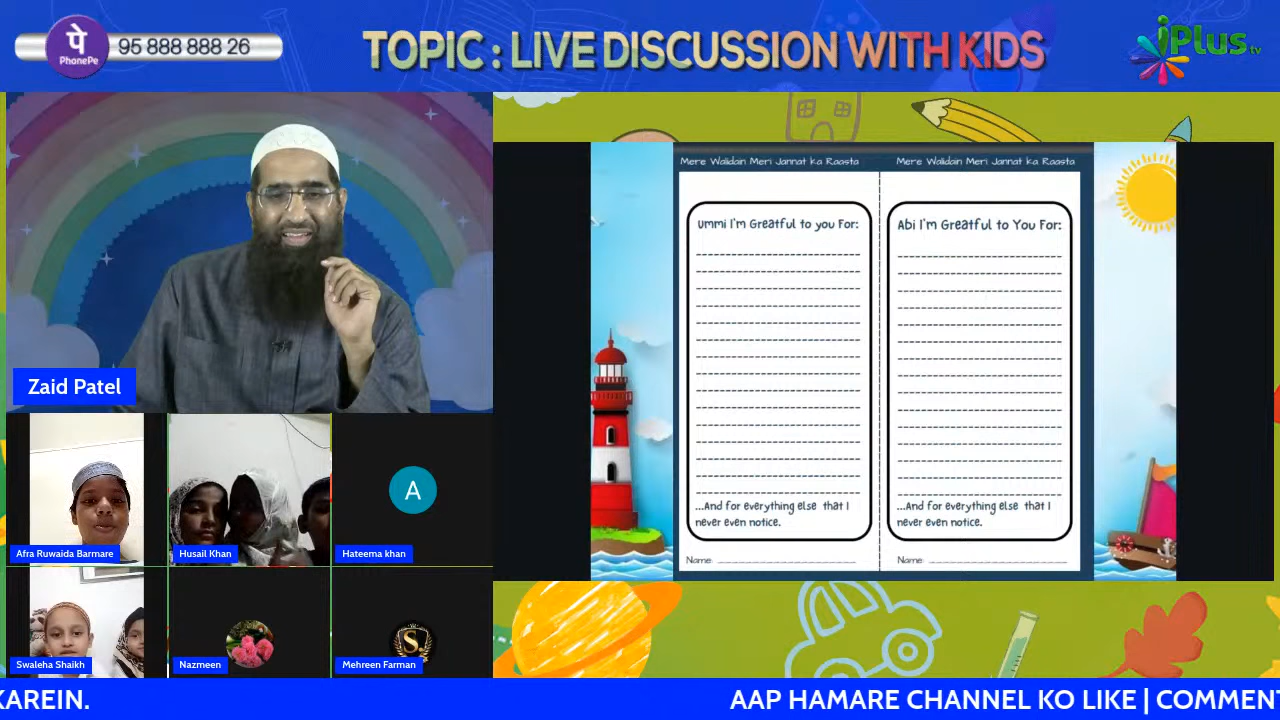 पे
PhonePe
95 888 888 26
TOPIC : LIVE DISCUSSION WITH KIDS
iPlus tv
Zaid Patel
Mere Walidain Meri Jannat ka Raasta
Ummi I'm Greatful to you For:
...And for everything else that I
never even notice.
Name:
Mere Walidain Meri Jannat ka Raasta
Abi I'm Greatful to You For:
...And for everything else that I
never even notice.
Name:
Afra Ruwaida Barmare
Husail Khan
A
Hateema khan
Swaleha Shaikh
Nazmeen
S
Mehreen Farman
KAREIN.
AAP HAMARE CHANNEL KO LIKE | COMMENT